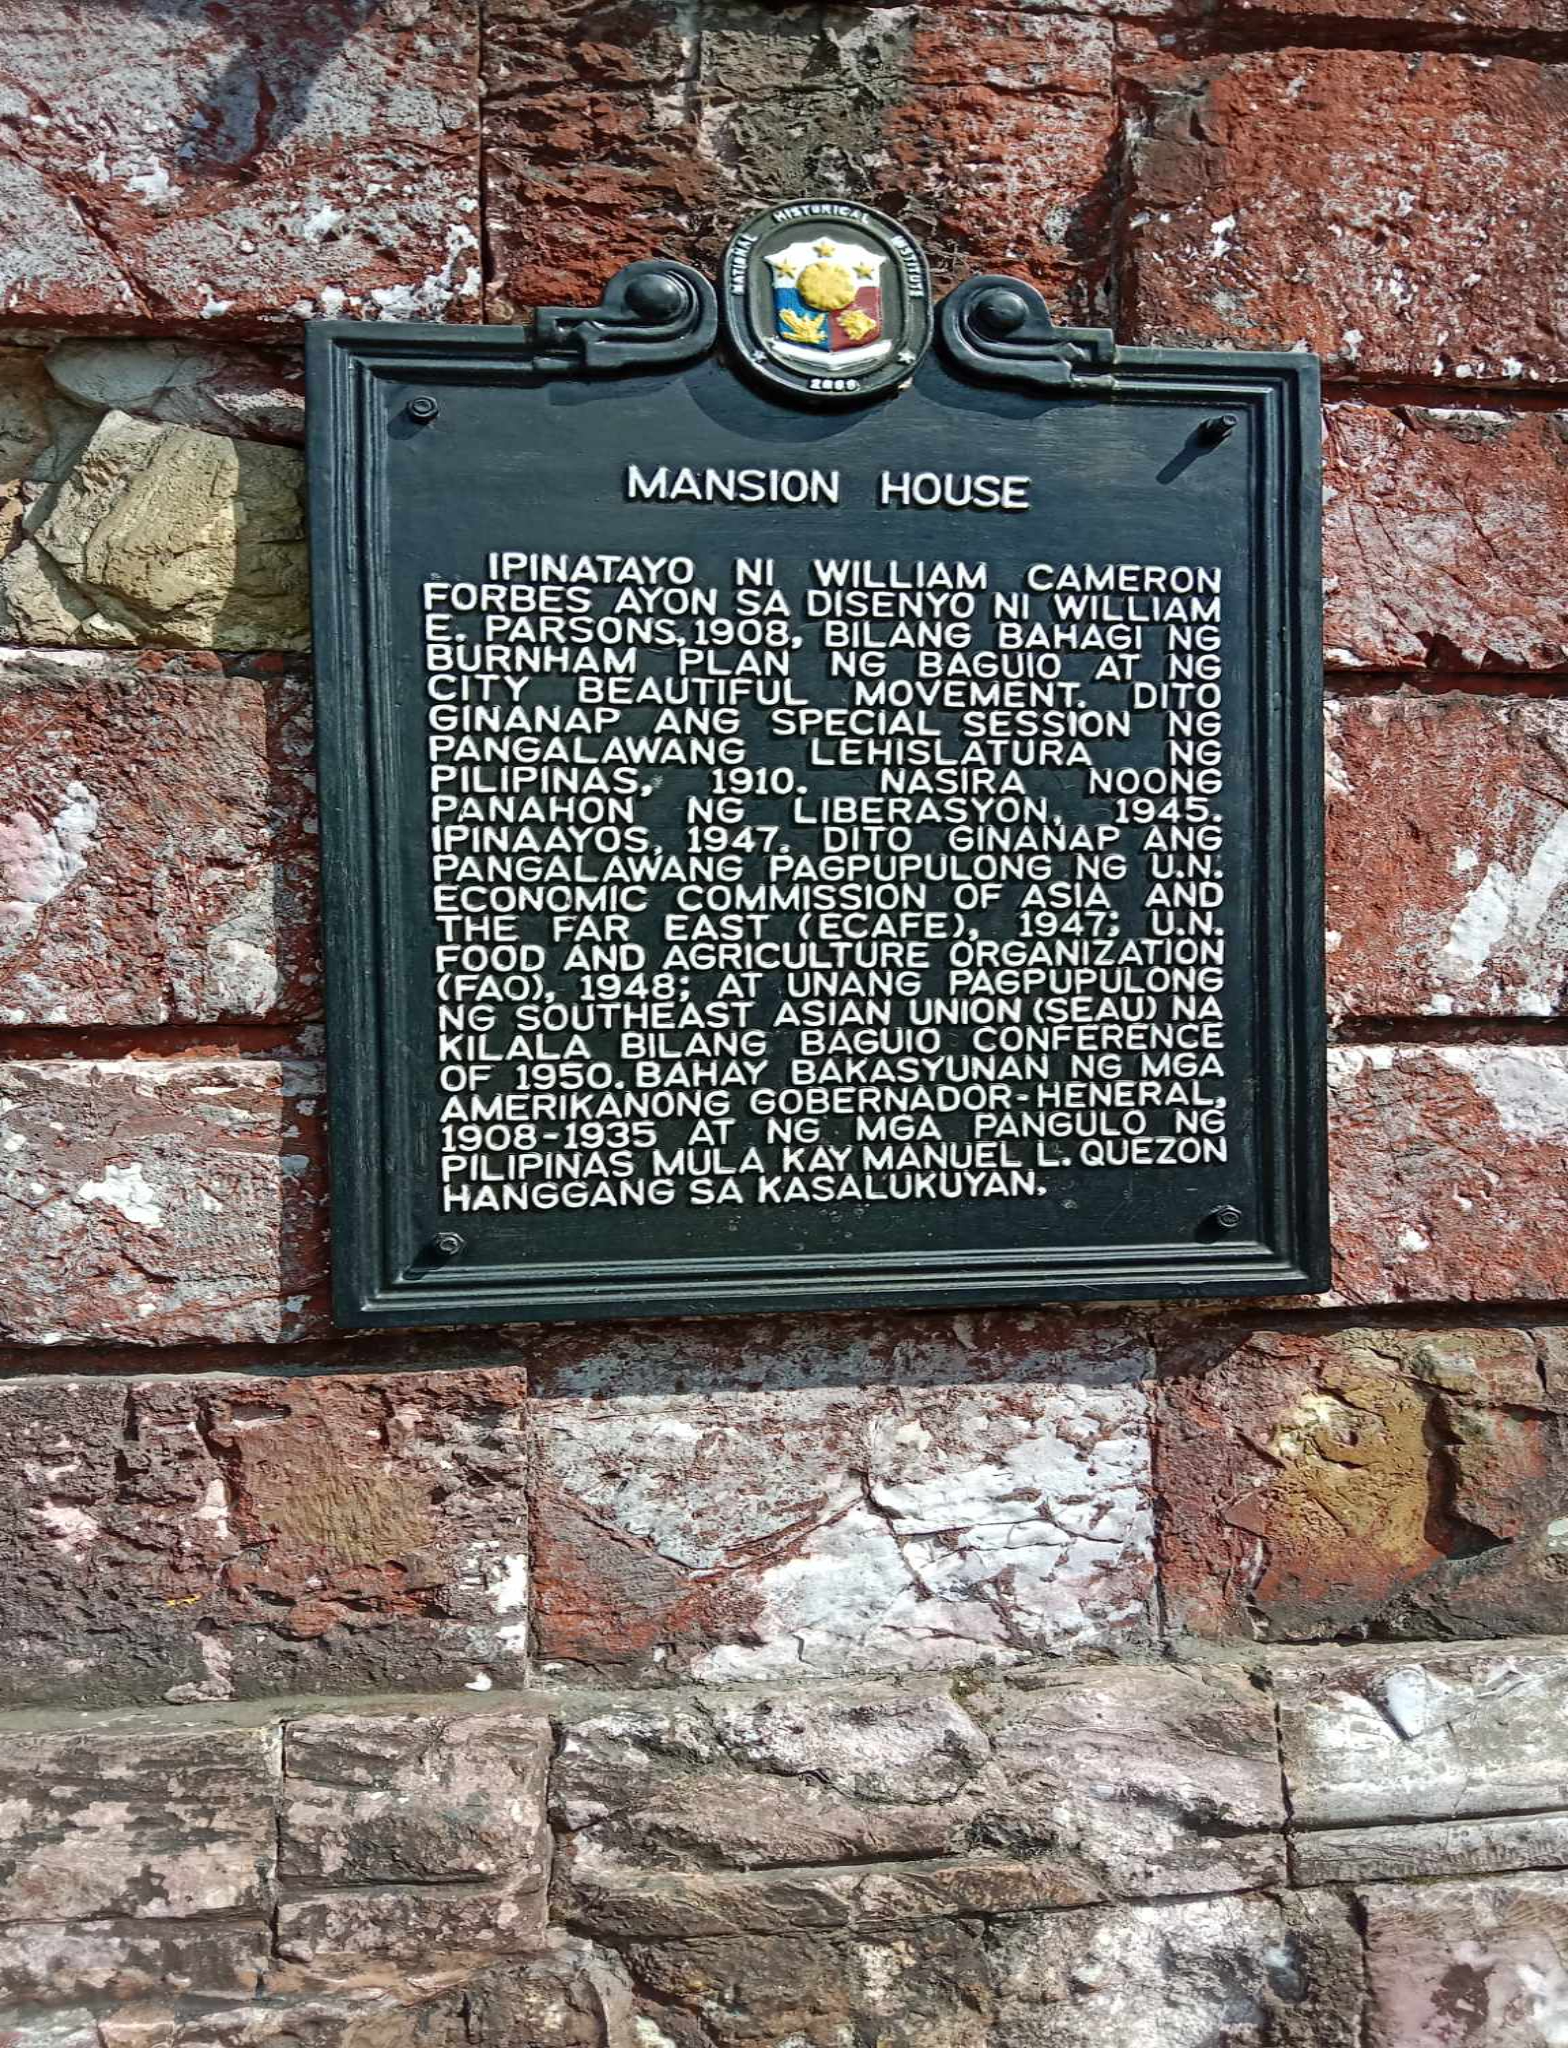 NATIONAL HISTORICAL INSTITUTE
2009
MANSION HOUSE
IPINATAYO NI WILLIAM CAMERON
FORBES AYON SA DISENYO NI WILLIAM
E. PARSONS, 1908, BILANG BAHAGI NG
BURNHAM PLAN NG BAGUIO AT NG
CITY BEAUTIFUL MOVEMENT. DITO
GINANAP ANG SPECIAL SESSION NG
PANGALAWANG LEHISLATURA NG
PILIPINAS, 1910. NASIRA NOONG
PANAHON NG LIBERASYON, 1945.
IPINAAYOS, 1947. DITO GINANAP ANG
PANGALAWANG PAGPUPULONG NG U.N.
ECONOMIC COMMISSION OF ASIA AND
THE FAR EAST (ECAFE), 1947; U.N.
FOOD AND AGRICULTURE ORGANIZATION
(FAO), 1948; AT UNANG PAGPUPULONG
NG SOUTHEAST ASIAN UNION (SEAU) NA
KILALA BILANG BAGUIO CONFERENCE
OF 1950. BAHAY BAKASYUNAN NG MGA
AMERIKANONG GOBERNADOR-HENERAL,
1908-1935 AT NG MGA PANGULO NG
PILIPINAS MULA KAY MANUEL L. QUEZON
HANGGANG SA KASALUKUYAN.